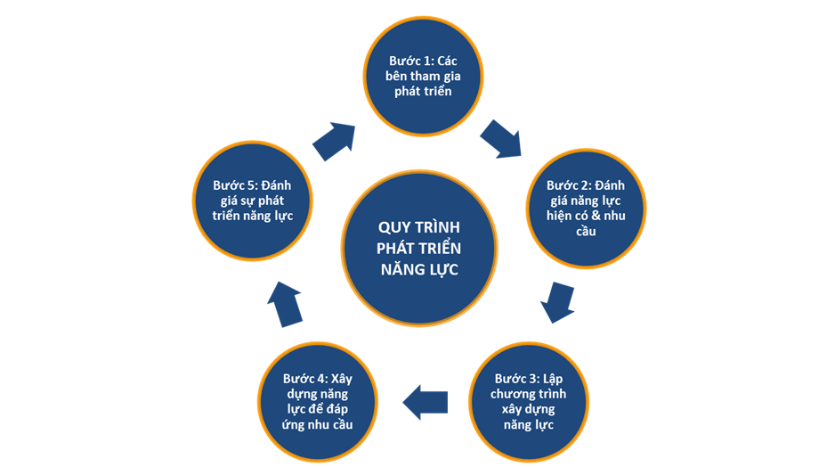 Bước 1: Các
bên tham gia
phát triển
Bước 2: Đánh
giá năng lực
hiện có & nhu
cầu
Bước 3: Lập
chương trình
xây dựng
năng lực
Bước 4: Xây
dựng năng
lực để đáp
ứng nhu cầu
Bước 5: Đánh
giá sự phát
triển năng lực
QUY TRÌNH
PHÁT TRIỂN
NĂNG LỰC